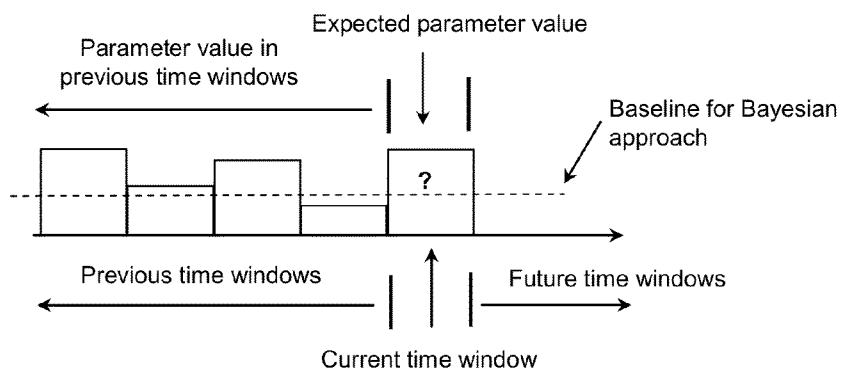 Expected parameter value
Parameter value in
previous time windows
Baseline for Bayesian
approach
?
Previous time windows
Future time windows
Current time window